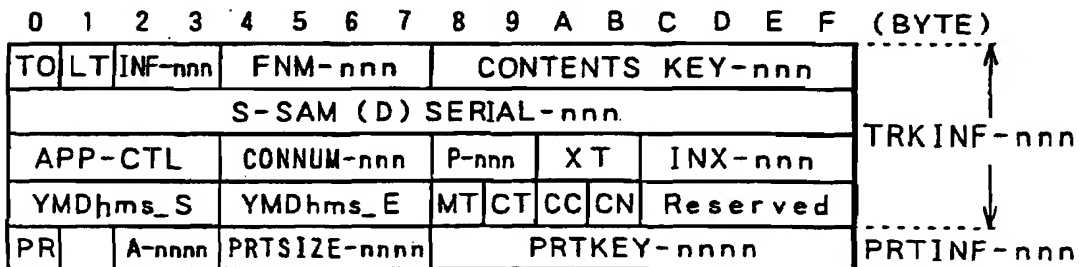 0 1 2 3 4 5 6 7 8 9 A B C D E F (BYTE)
T0 LT INF-nnn FNM-nnn CONTENTS KEY-nnn
S-SAM (D) SERIAL-nnn
TRKINF-nnn
APP-CTL CONNUM-nnn P-nnn XT INX-nnn
YMDhms_S YMDhms_E MT CT CC CN Reserved
PR A-nnnn PRTSIZE-nnnn PRTKEY-nnnn PRTINF-nnn